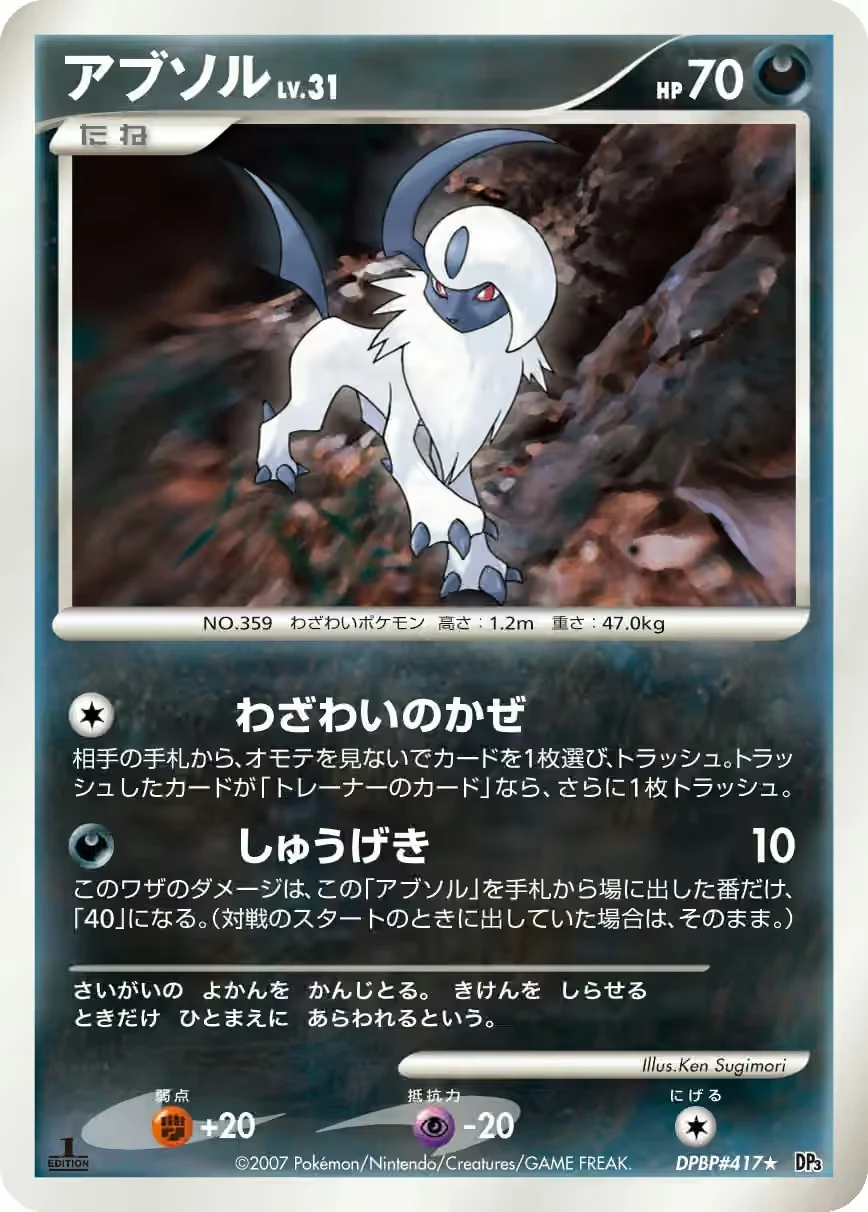 アブソル LV.31 HP70
たね
NO.359 わざわいポケモン 高さ:1.2m 重さ:47.0kg
わざわいのかぜ
相手の手札から、オモテを見ないでカードを1枚選び、トラッシュ。トラッ
シュしたカードが「トレーナーのカード」なら、さらに1枚トラッシュ。
しゅうげき 10
このワザのダメージは、この「アブソル」を手札から場に出した番だけ、
「40」になる。(対戦のスタートのときに出していた場合は、そのまま。)
さいがいの よかんを かんじとる。 きけんを しらせる
ときだけ ひとまえに あらわれるという。
Illus.Ken Sugimori
弱点 抵抗力 にげる
+20 -20
1 EDITION ©2007 Pokémon/Nintendo/Creatures/GAME FREAK. DPBP#417★ DP3